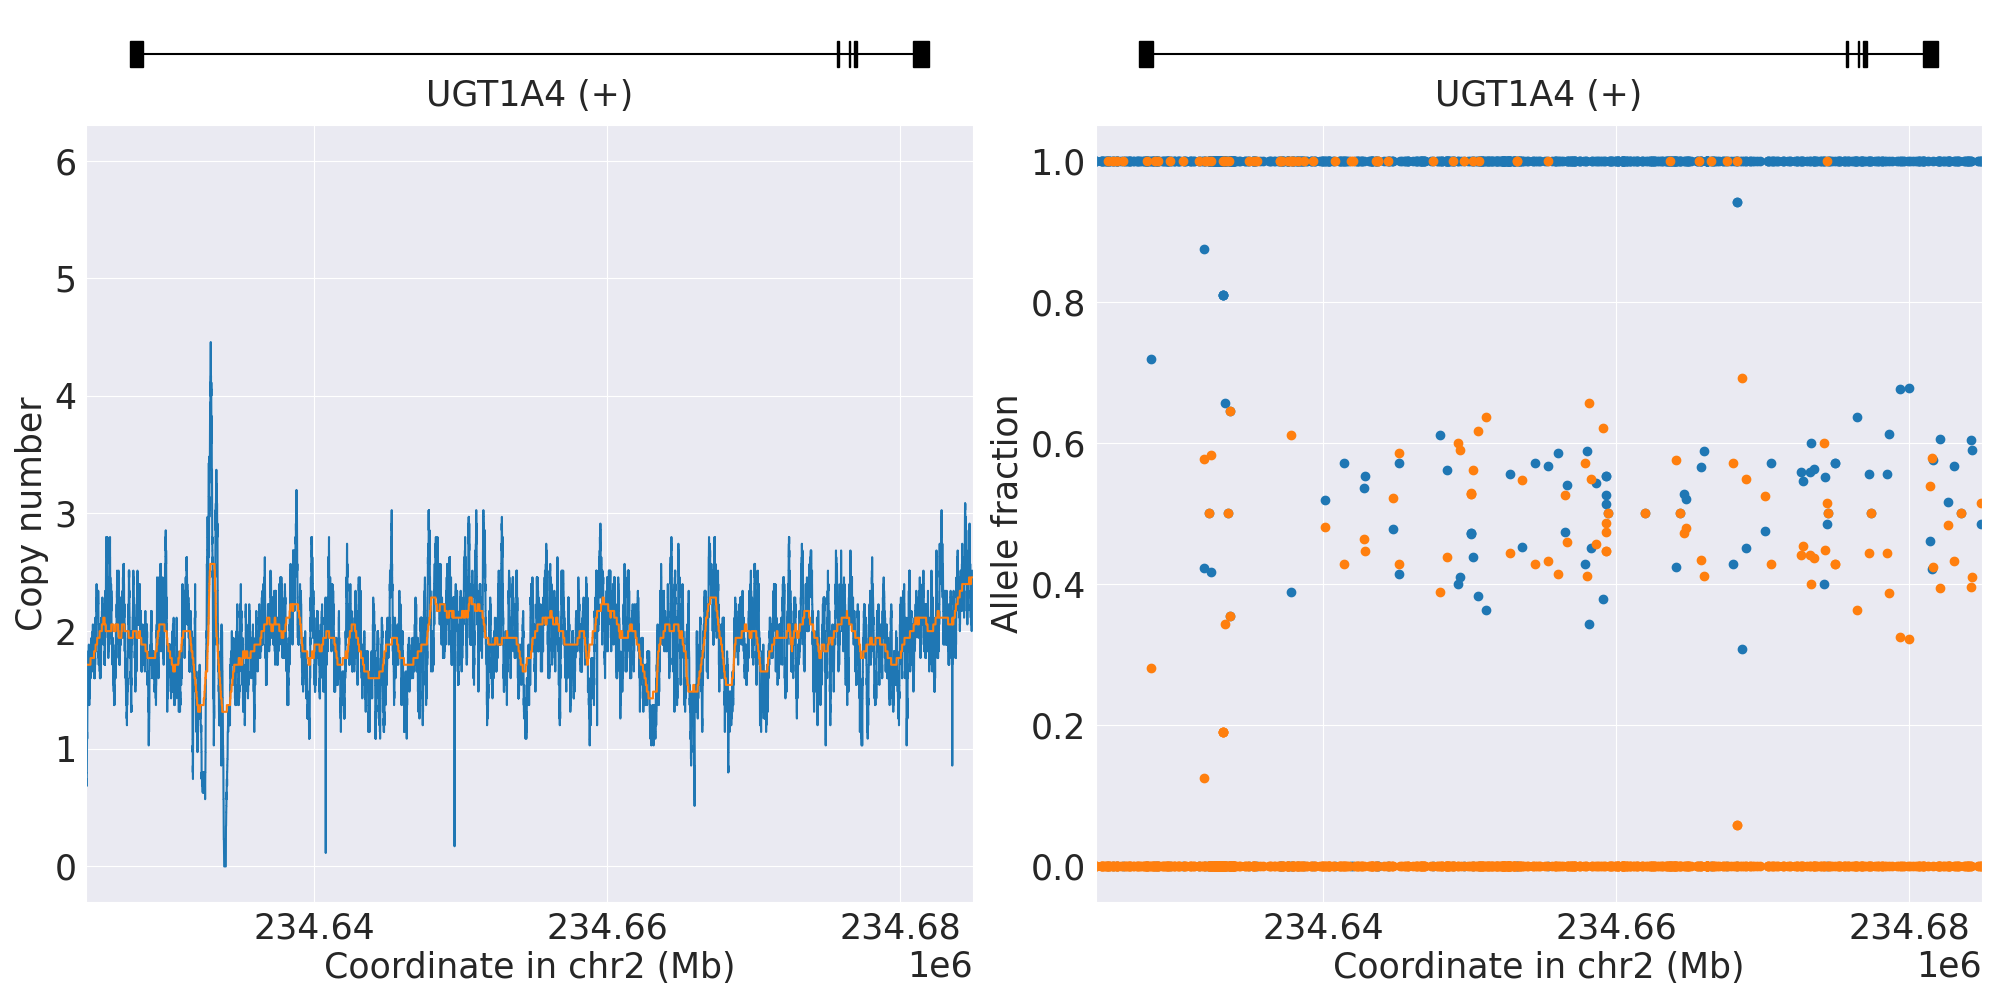 UGT1A4 (+)
6
5
4
3
2
1
0
Copy number
234.64 234.66 234.68
1e6
Coordinate in chr2 (Mb)
UGT1A4 (+)
1.0
0.8
0.6
0.4
0.2
0.0
Allele fraction
234.64 234.66 234.68
1e6
Coordinate in chr2 (Mb)